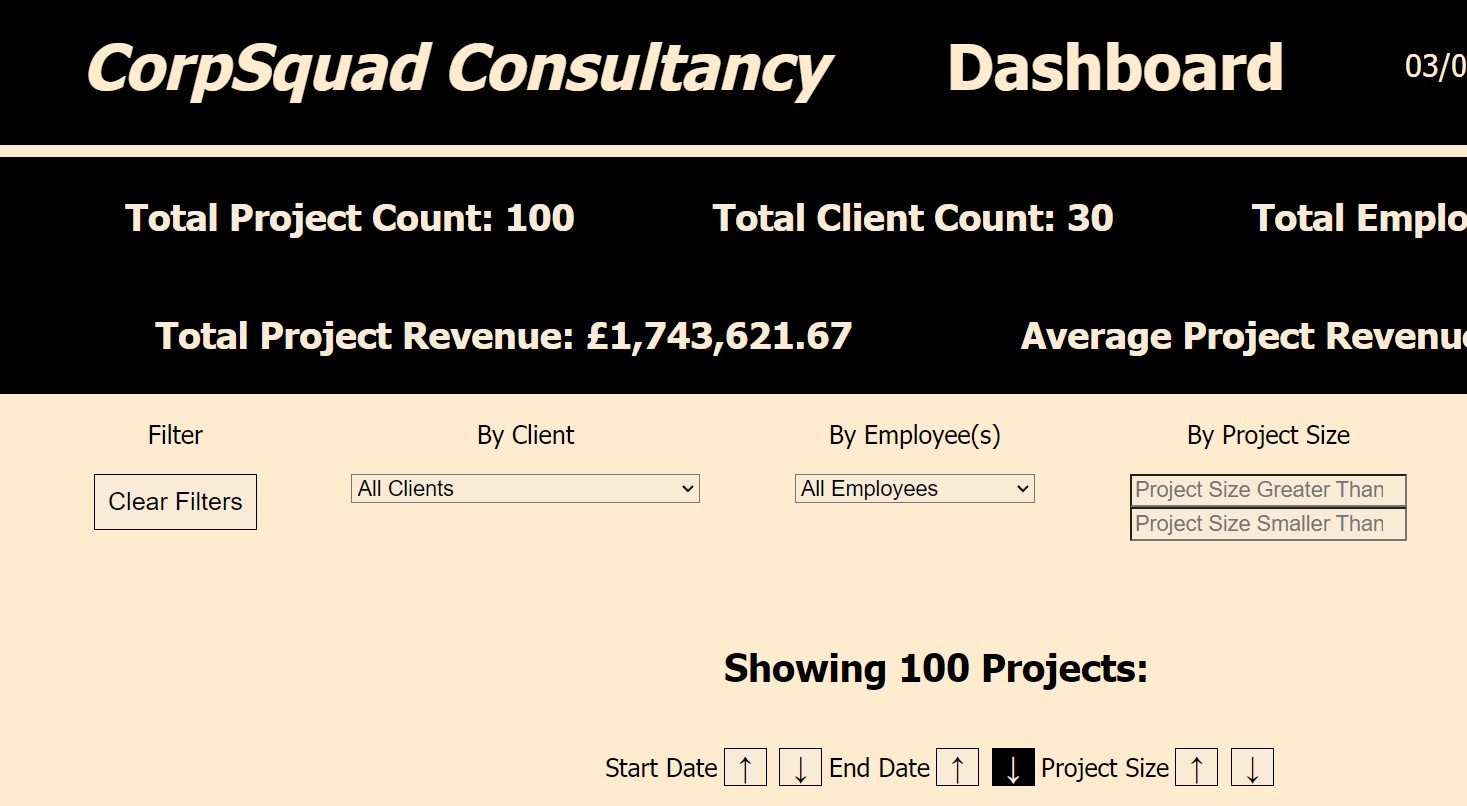 CorpSquad Consultancy Dashboard 03/0
Total Project Count: 100 Total Client Count: 30 Total Emplo
Total Project Revenue: £1,743,621.67 Average Project Revenue
Filter By Client By Employee(s) By Project Size
Clear Filters All Clients All Employees Project Size Greater Than
Project Size Smaller Than
Showing 100 Projects:
Start Date ↑ ↓ End Date ↑ ↓ Project Size ↑ ↓